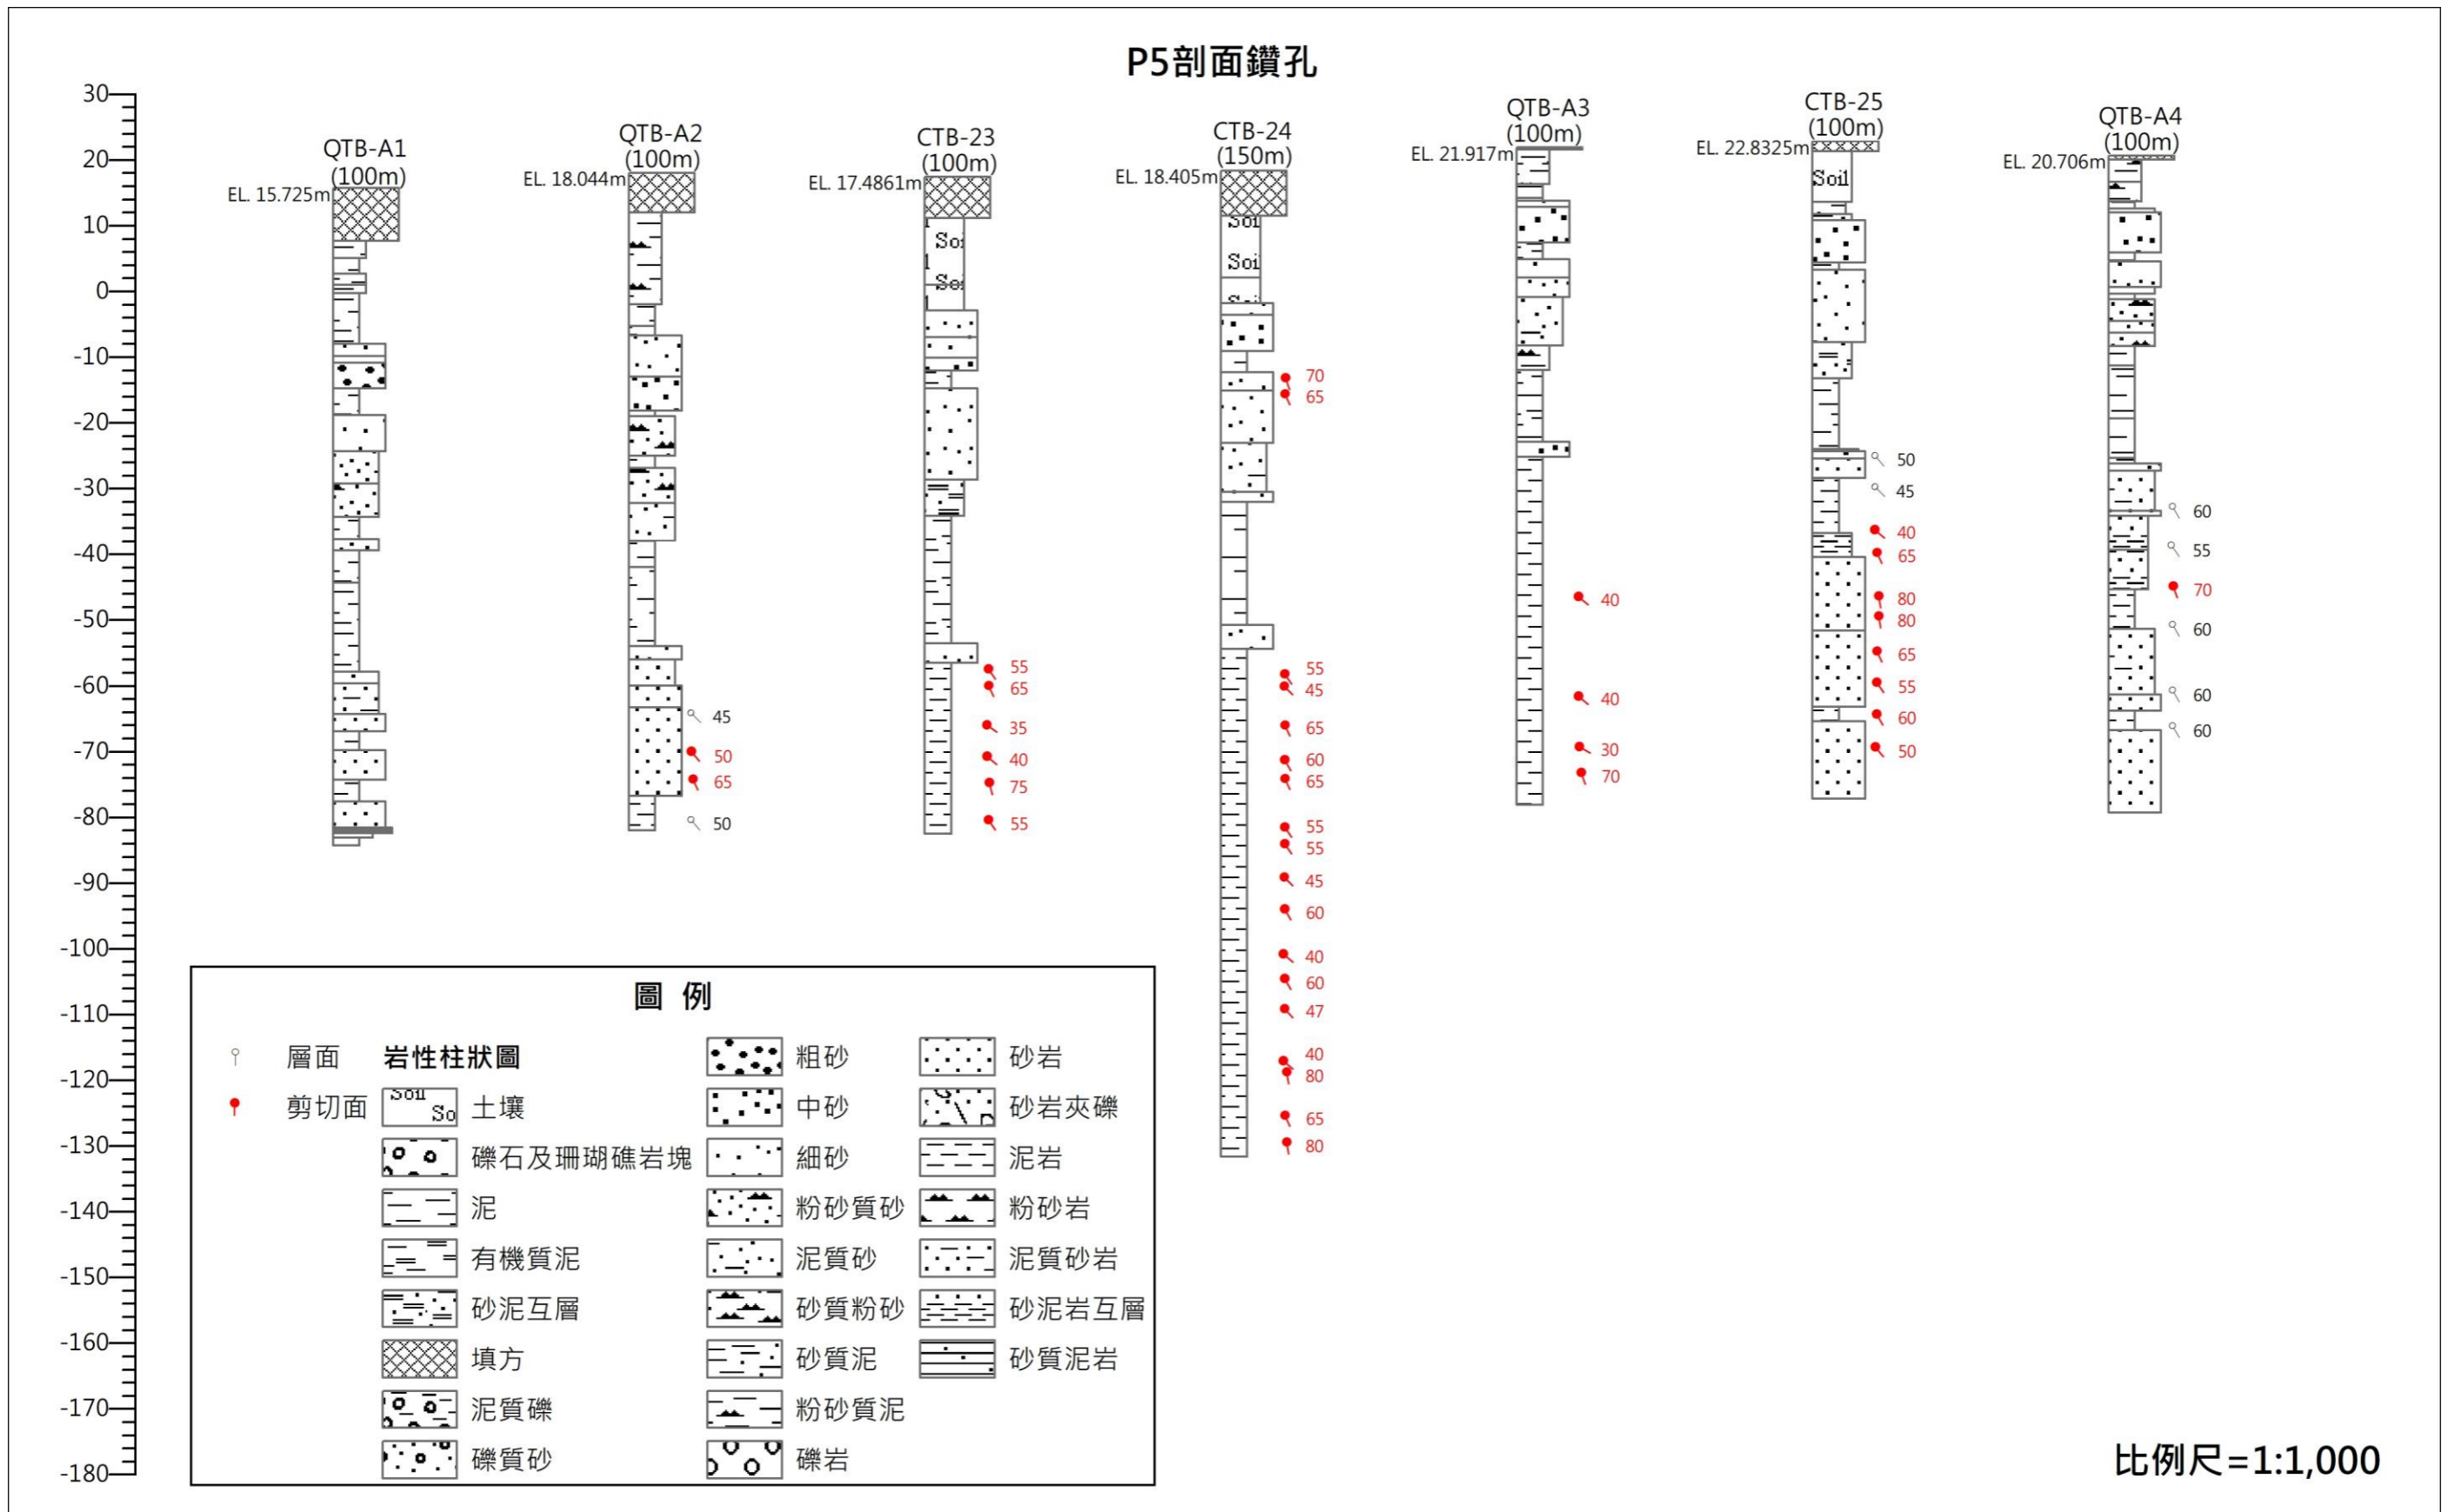 P5剖面鑽孔
30
20
10
0
-10
-20
-30
-40
-50
-60
-70
-80
-90
-100
-110
-120
-130
-140
-150
-160
-170
-180
QTB-A1
(100m)
EL. 15.725m
QTB-A2
(100m)
EL. 18.044m
45
50
65
50
CTB-23
(100m)
EL. 17.4861m
Soi
Soi
55
65
35
40
75
55
CTB-24
(150m)
EL. 18.405m
Soi
Soi
70
65
55
45
65
60
65
55
55
45
60
40
60
47
40
80
65
80
QTB-A3
(100m)
EL. 21.917m
40
40
30
70
CTB-25
(100m)
EL. 22.8325m
Soil
50
45
40
65
80
80
65
55
60
50
QTB-A4
(100m)
EL. 20.706m
60
55
70
60
60
60
圖 例
層面
剪切面
岩性柱狀圖
Soil
So
土壤
礫石及珊瑚礁岩塊
泥
有機質泥
砂泥互層
填方
泥質礫
礫質砂
粗砂
中砂
細砂
粉砂質砂
泥質砂
砂質粉砂
砂質泥
粉砂質泥
礫岩
砂岩
砂岩夾礫
泥岩
粉砂岩
泥質砂岩
砂泥岩互層
砂質泥岩
比例尺=1:1,000